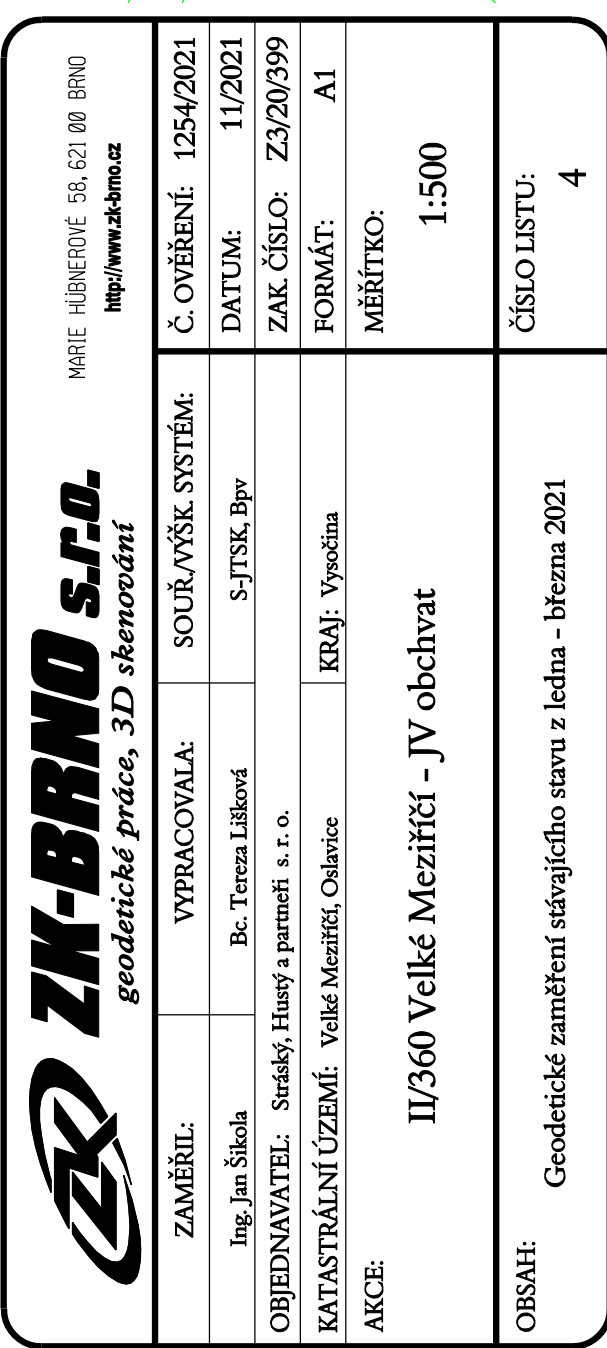 ZK
ZK-BRNO s.r.o.
geodetické práce, 3D skenování
MARIE HÜBNEROVÉ 58, 621 00 BRNO
http://www.zk-brno.cz
ZAMĚŘIL: VYPRACOVALA: SOUŘ./VÝŠK. SYSTÉM: Č. OVĚŘENÍ: 1254/2021
Ing. Jan Šikola Bc. Tereza Lišková S-JTSK, Bpv DATUM: 11/2021
OBJEDNAVATEL: Stráský, Hustý a partneři s. r. o. ZAK. ČÍSLO: Z3/20/399
KATASTRÁLNÍ ÚZEMÍ: Velké Meziříčí, Oslavice KRAJ: Vysočina FORMÁT: A1
AKCE: MĚŘÍTKO:
II/360 Velké Meziříčí - JV obchvat 1:500
OBSAH: ČÍSLO LISTU:
Geodetické zaměření stávajícího stavu z ledna - března 2021 4